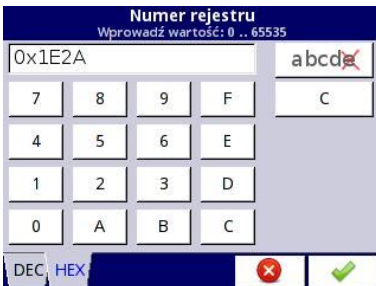 Numer rejestru
Wprowadź wartość: 0 .. 65535
0x1E2A
abcde
7 8 9 F C
4 5 6 E
1 2 3 D
0 A B C
DEC HEX